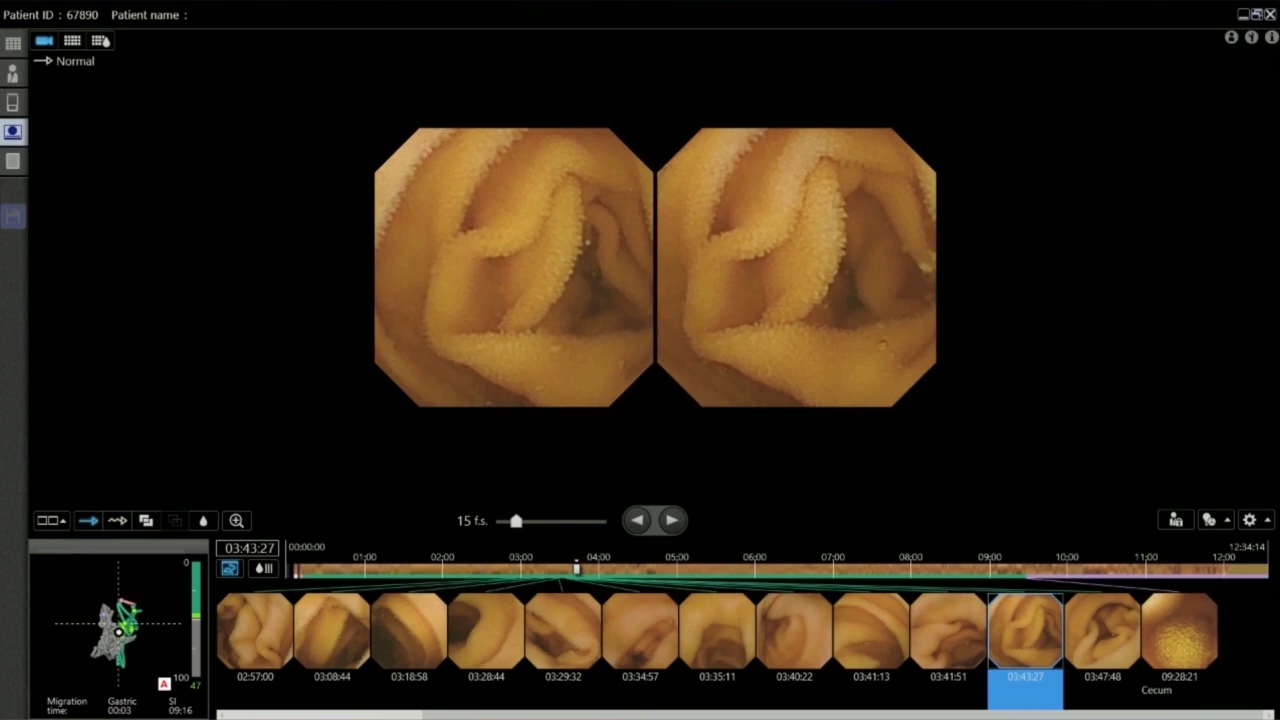 Patient ID : 67890 Patient name :
Normal
15 f.s.
03:43:27
00:00:00
12:34:14
01:00 02:00 03:00 04:00 05:00 06:00 07:00 08:00 09:00 10:00 11:00 12:00
0
100
47
A
Migration time:
Gastric 00:03
SI 09:16
02:57:00 03:08:44 03:18:58 03:28:44 03:29:32 03:34:57 03:35:11 03:40:22 03:41:13 03:41:51 03:43:27 03:47:48 09:28:21
Cecum